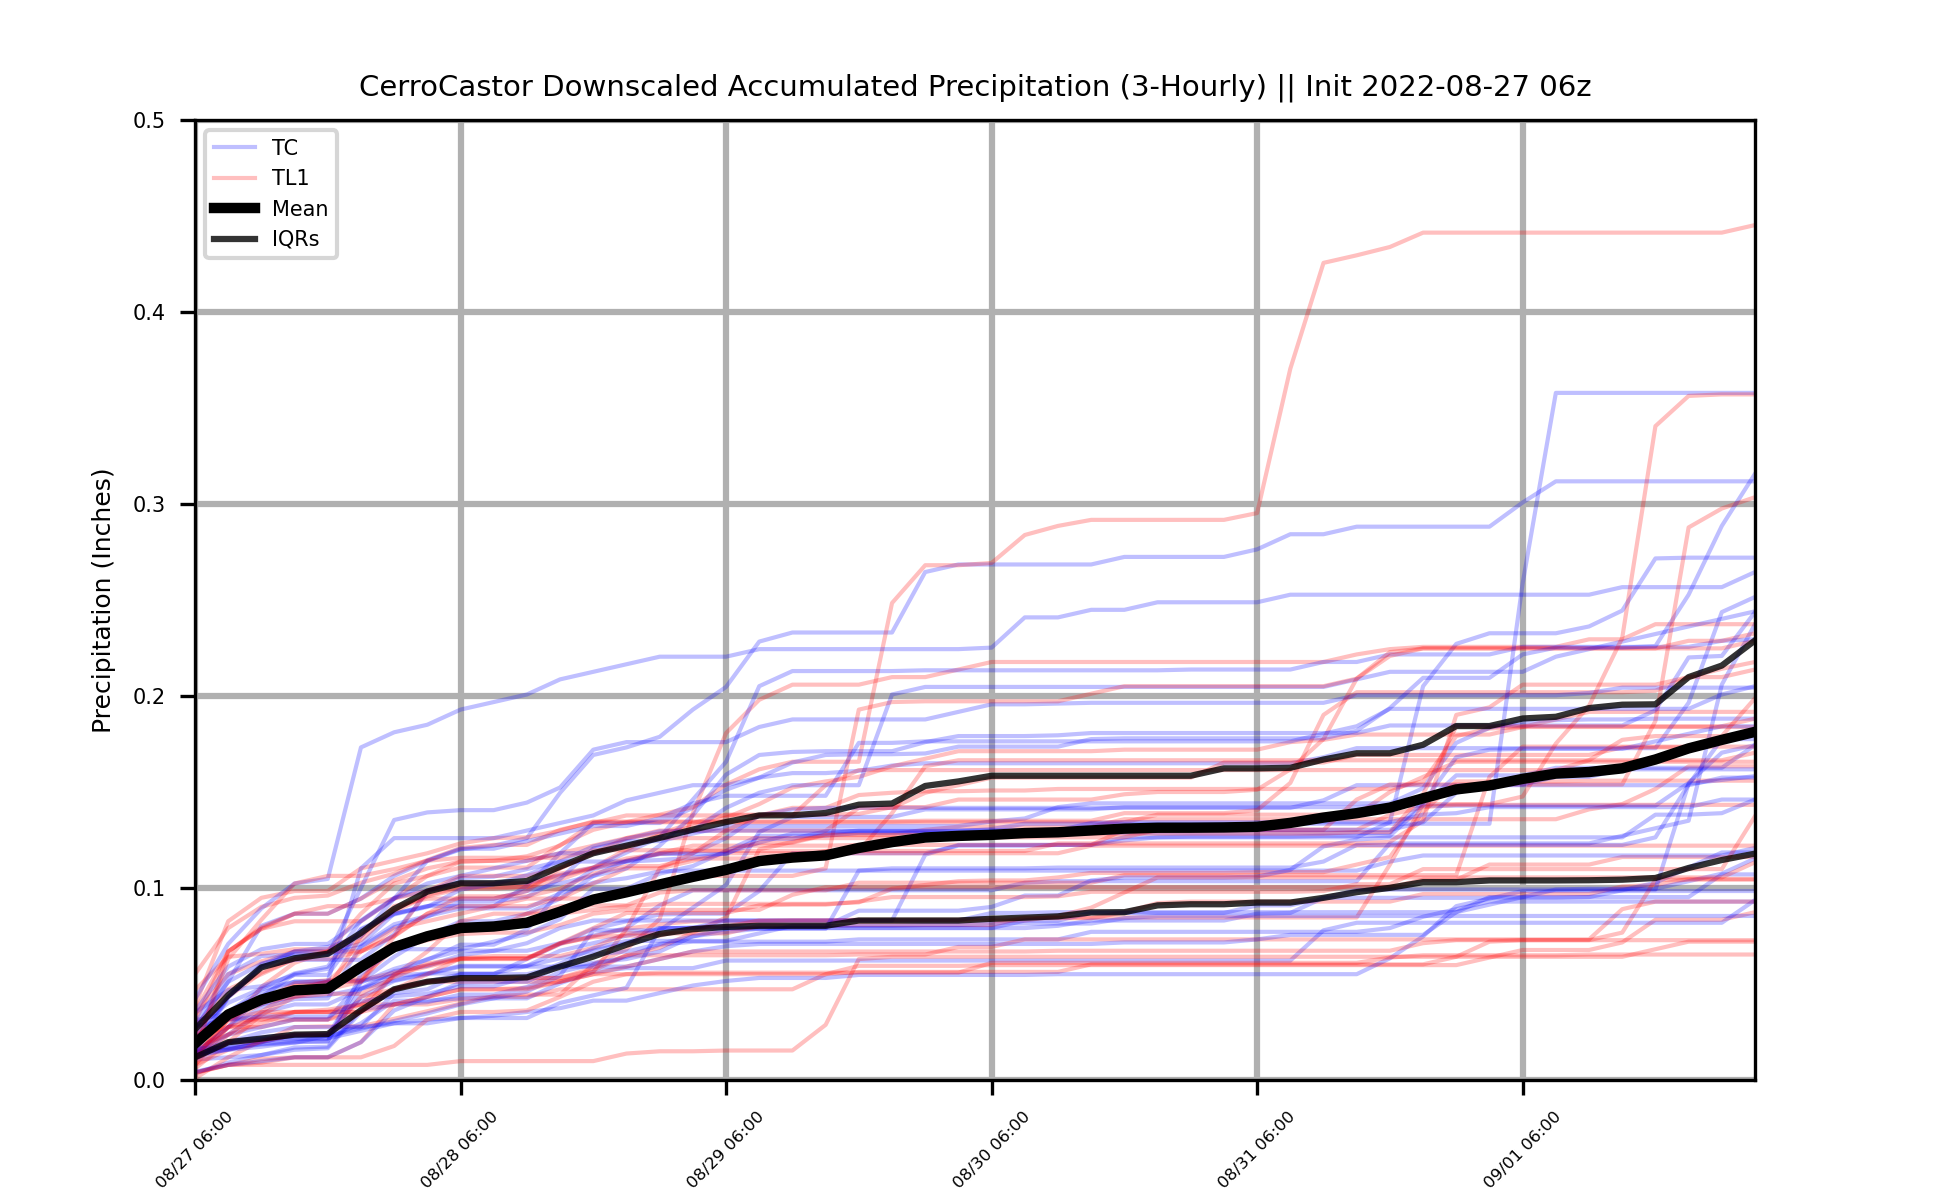 CerroCastor Downscaled Accumulated Precipitation (3-Hourly) || Init 2022-08-27 06z
Precipitation (Inches)
0.5
0.4
0.3
0.2
0.1
0.0
TC
TL1
Mean
IQRs
08/27 06:00
08/28 06:00
08/29 06:00
08/30 06:00
08/31 06:00
09/01 06:00